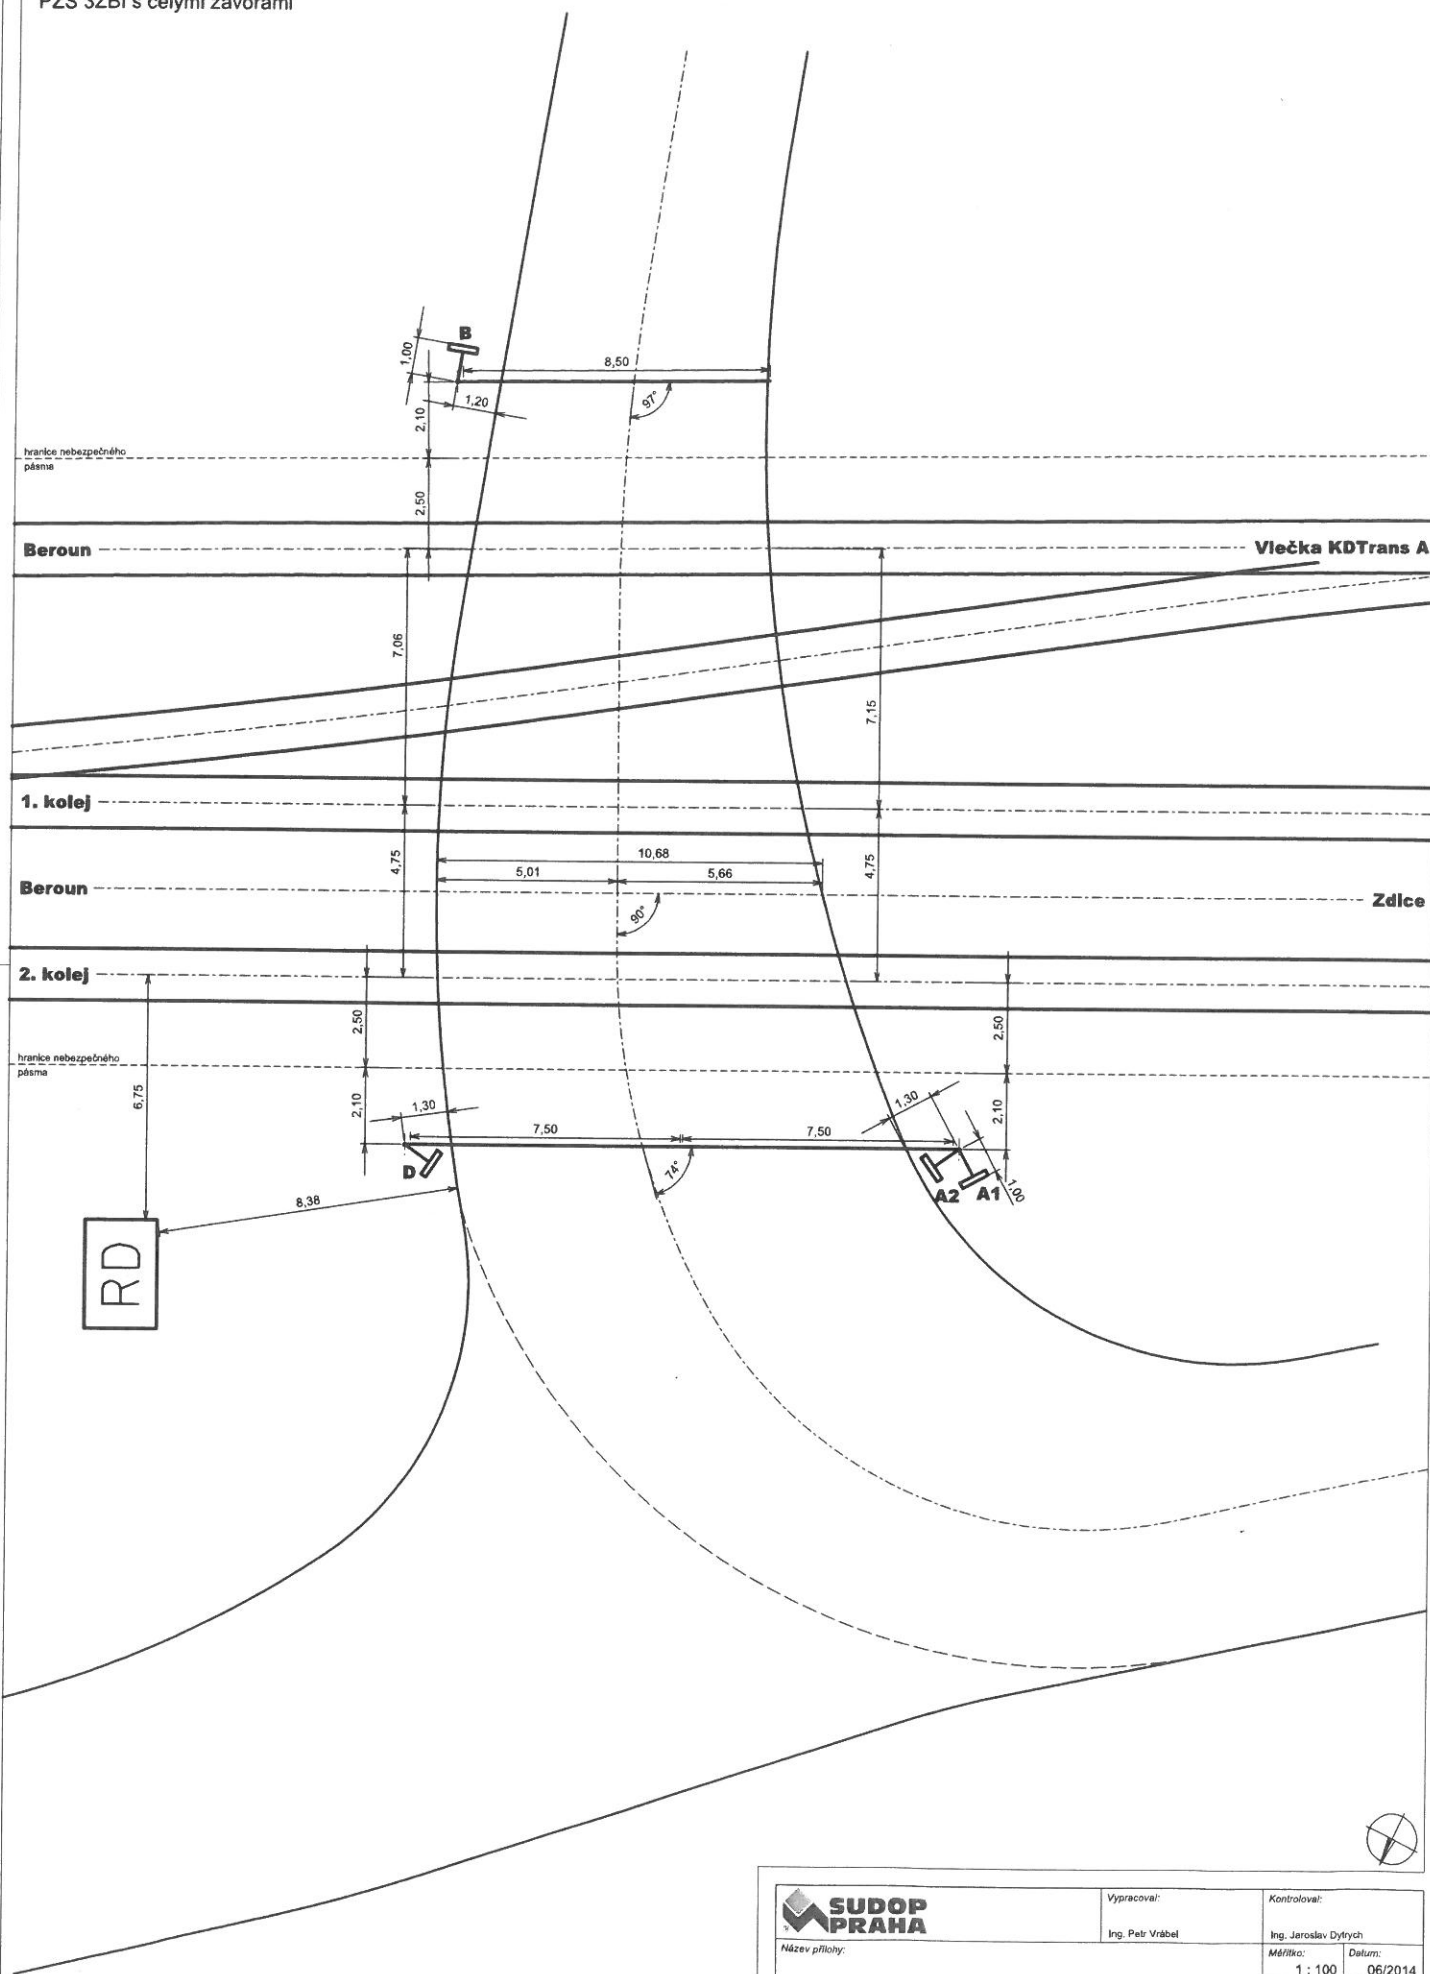 PZS 3ZBI s celými závorami
B
1,00
8,50
1,20
97°
2,10
hranice nebezpečného
pásma
2,50
Beroun
Vlečka KDTrans A
7,06
7,15
1. kolej
4,75
10,68
5,01
5,66
4,75
Beroun
90°
Zdice
2. kolej
2,50
2,50
hranice nebezpečného
pásma
6,75
2,10
1,30
1,30
2,10
7,50
7,50
D
74°
A2
A1
1,00
8,38
RD
SUDOP
PRAHA
Vypracoval:
Kontroloval:
Ing. Petr Vrábel
Ing. Jaroslav Dytrych
Název přílohy:
Měřítko:
Datum:
1 : 100
06/2014